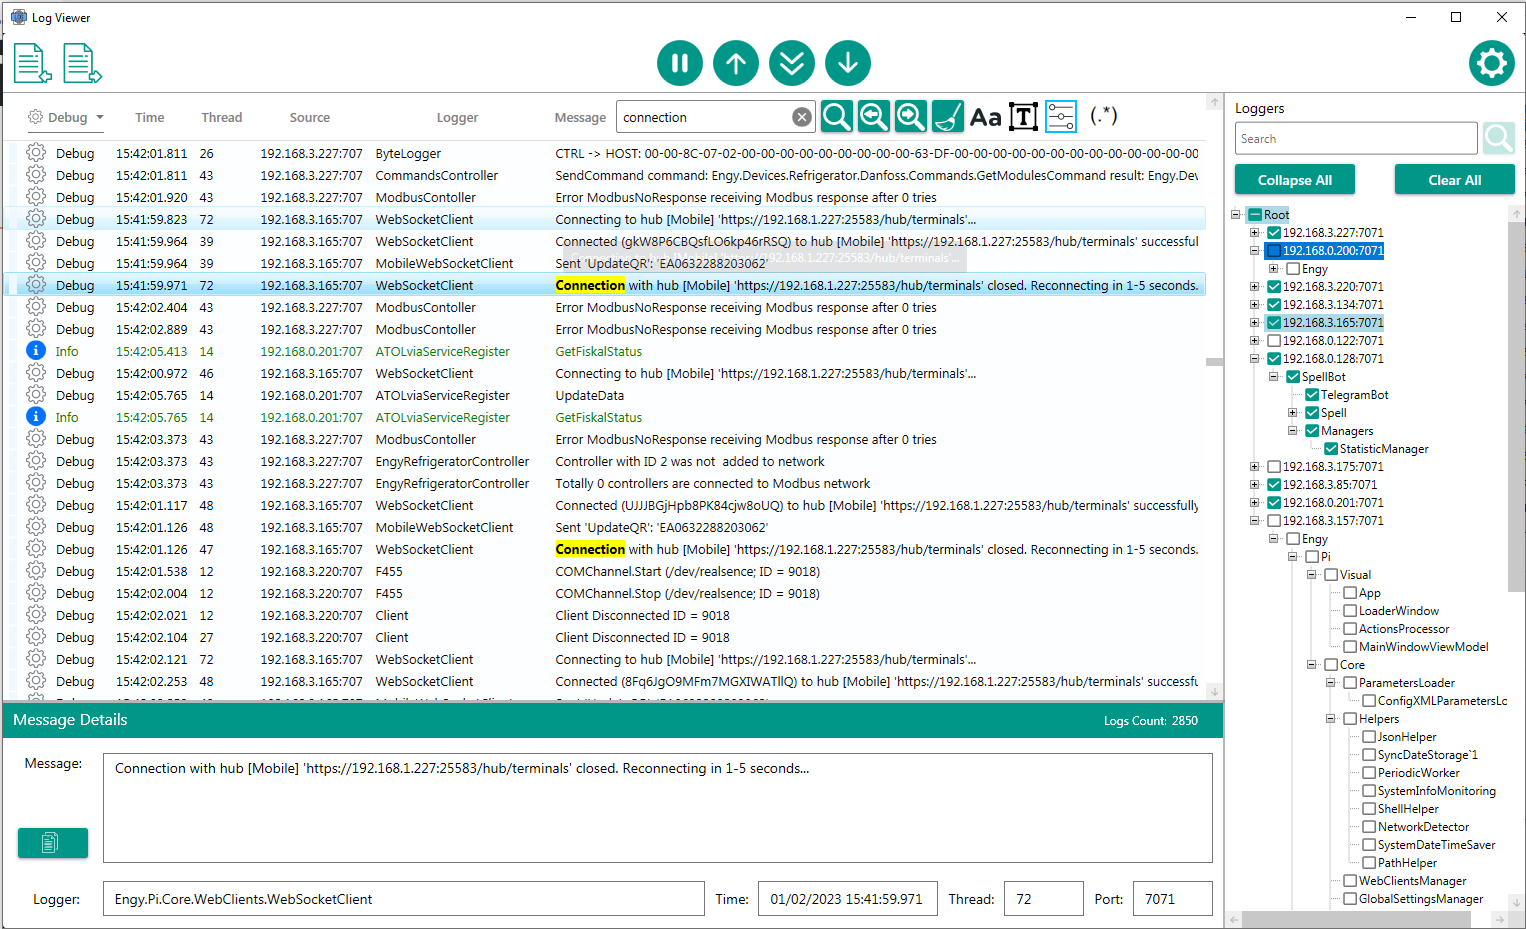 Log Viewer
Debug Time Thread Source Logger Message connection Aa T (.*)
Debug 15:42:01.811 26 192.168.3.227:707 ByteLogger CTRL -> HOST: 00-00-8C-07-02-00-00-00-00-00-00-00-00-63-DF-00-00-00-00-00-00-00-00-00-00-00-00
Debug 15:42:01.811 43 192.168.3.227:707 CommandsController SendCommand command: Engy.Devices.Refrigerator.Danfoss.Commands.GetModulesCommand result: Engy.Dev
Debug 15:42:01.920 43 192.168.3.227:707 ModbusContoller Error ModbusNoResponse receiving Modbus response after 0 tries
Debug 15:41:59.823 72 192.168.3.165:707 WebSocketClient Connecting to hub [Mobile] 'https://192.168.1.227:25583/hub/terminals'...
Debug 15:41:59.964 39 192.168.3.165:707 WebSocketClient Connected (gkW8P6CBQsfLO6kp46rRSQ) to hub [Mobile] 'https://192.168.1.227:25583/hub/terminals' successful
Debug 15:41:59.964 39 192.168.3.165:707 MobileWebSocketClient Sent 'UpdateQR': 'EA0632288203062'
Debug 15:41:59.971 72 192.168.3.165:707 WebSocketClient Connection with hub [Mobile] 'https://192.168.1.227:25583/hub/terminals' closed. Reconnecting in 1-5 seconds.
Debug 15:42:02.404 43 192.168.3.227:707 ModbusContoller Error ModbusNoResponse receiving Modbus response after 0 tries
Debug 15:42:02.889 43 192.168.3.227:707 ModbusContoller Error ModbusNoResponse receiving Modbus response after 0 tries
Info 15:42:05.413 14 192.168.0.201:707 ATOLviaServiceRegister GetFiskalStatus
Debug 15:42:00.972 46 192.168.3.165:707 WebSocketClient Connecting to hub [Mobile] 'https://192.168.1.227:25583/hub/terminals'...
Debug 15:42:05.765 14 192.168.0.201:707 ATOLviaServiceRegister UpdateData
Info 15:42:05.765 14 192.168.0.201:707 ATOLviaServiceRegister GetFiskalStatus
Debug 15:42:03.373 43 192.168.3.227:707 ModbusContoller Error ModbusNoResponse receiving Modbus response after 0 tries
Debug 15:42:03.373 43 192.168.3.227:707 EngyRefrigeratorController Controller with ID 2 was not added to network
Debug 15:42:03.373 43 192.168.3.227:707 EngyRefrigeratorController Totally 0 controllers are connected to Modbus network
Debug 15:42:01.117 48 192.168.3.165:707 WebSocketClient Connected (UJJJBGjHpb8PK84cjw8oUQ) to hub [Mobile] 'https://192.168.1.227:25583/hub/terminals' successfully
Debug 15:42:01.126 48 192.168.3.165:707 MobileWebSocketClient Sent 'UpdateQR': 'EA0632288203062'
Debug 15:42:01.126 47 192.168.3.165:707 WebSocketClient Connection with hub [Mobile] 'https://192.168.1.227:25583/hub/terminals' closed. Reconnecting in 1-5 seconds.
Debug 15:42:01.538 12 192.168.3.220:707 F455 COMChannel.Start (/dev/realsence; ID = 9018)
Debug 15:42:02.004 12 192.168.3.220:707 F455 COMChannel.Stop (/dev/realsence; ID = 9018)
Debug 15:42:02.021 12 192.168.3.220:707 Client Client Disconnected ID = 9018
Debug 15:42:02.104 27 192.168.3.220:707 Client Client Disconnected ID = 9018
Debug 15:42:02.121 72 192.168.3.165:707 WebSocketClient Connecting to hub [Mobile] 'https://192.168.1.227:25583/hub/terminals'...
Debug 15:42:02.253 48 192.168.3.165:707 WebSocketClient Connected (8Fq6JgO9MFm7MGXIWATllQ) to hub [Mobile] 'https://192.168.1.227:25583/hub/terminals' successfu
Message Details Logs Count: 2850
Message:
Connection with hub [Mobile] 'https://192.168.1.227:25583/hub/terminals' closed. Reconnecting in 1-5 seconds...
Logger: Engy.Pi.Core.WebClients.WebSocketClient Time: 01/02/2023 15:41:59.971 Thread: 72 Port: 7071
Loggers
Search
Collapse All Clear All
Root
192.168.3.227:7071
192.168.0.200:7071
Engy
192.168.3.220:7071
192.168.3.134:7071
192.168.3.165:7071
192.168.0.122:7071
192.168.0.128:7071
SpellBot
TelegramBot
Spell
Managers
StatisticManager
192.168.3.175:7071
192.168.3.85:7071
192.168.0.201:7071
192.168.3.157:7071
Engy
Pi
Visual
App
LoaderWindow
ActionsProcessor
MainWindowViewModel
Core
ParametersLoader
ConfigXMLParametersLo
Helpers
JsonHelper
SyncDateStorage`1
PeriodicWorker
SystemInfoMonitoring
ShellHelper
NetworkDetector
SystemDateTimeSaver
PathHelper
WebClientsManager
GlobalSettingsManager